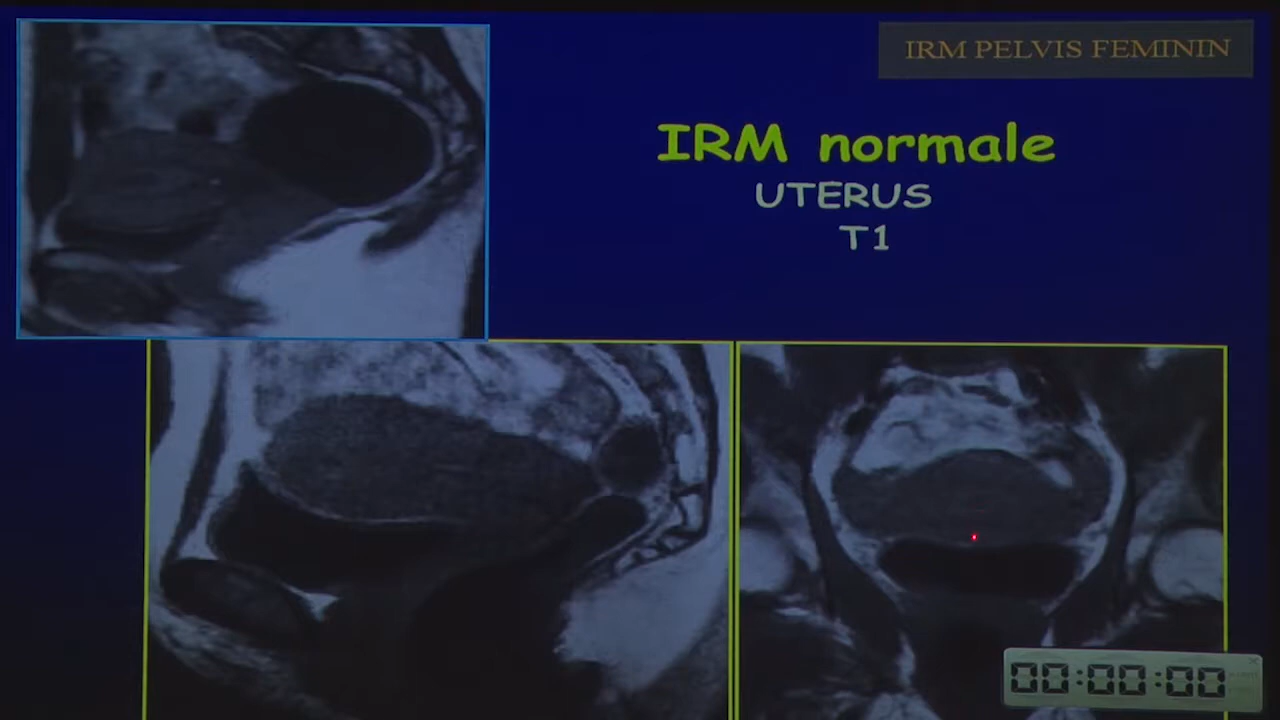 IRM PELVIS FEMININ
IRM normale
UTERUS
T1
00:00:00